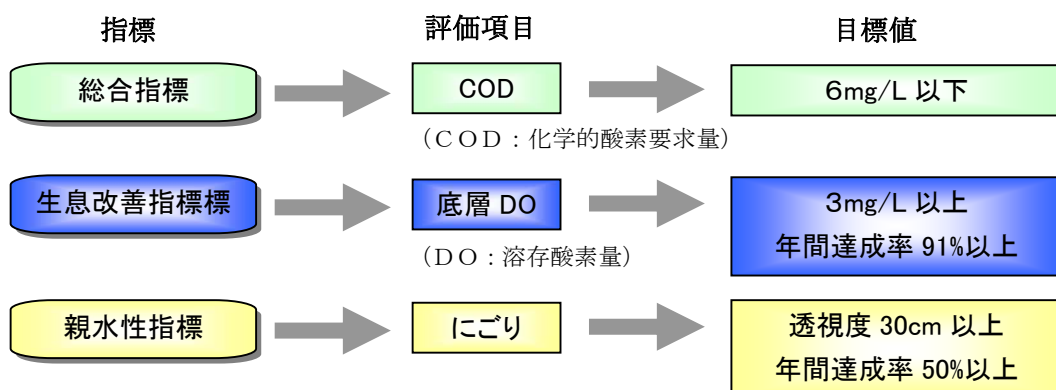 指標 評価項目 目標値
総合指標 COD 6mg/L 以下
(COD：化学的酸素要求量)
生息改善指標標 底層 DO 3mg/L 以上
年間達成率 91%以上
(DO：溶存酸素量)
親水性指標 にごり 透視度 30cm 以上
年間達成率 50%以上